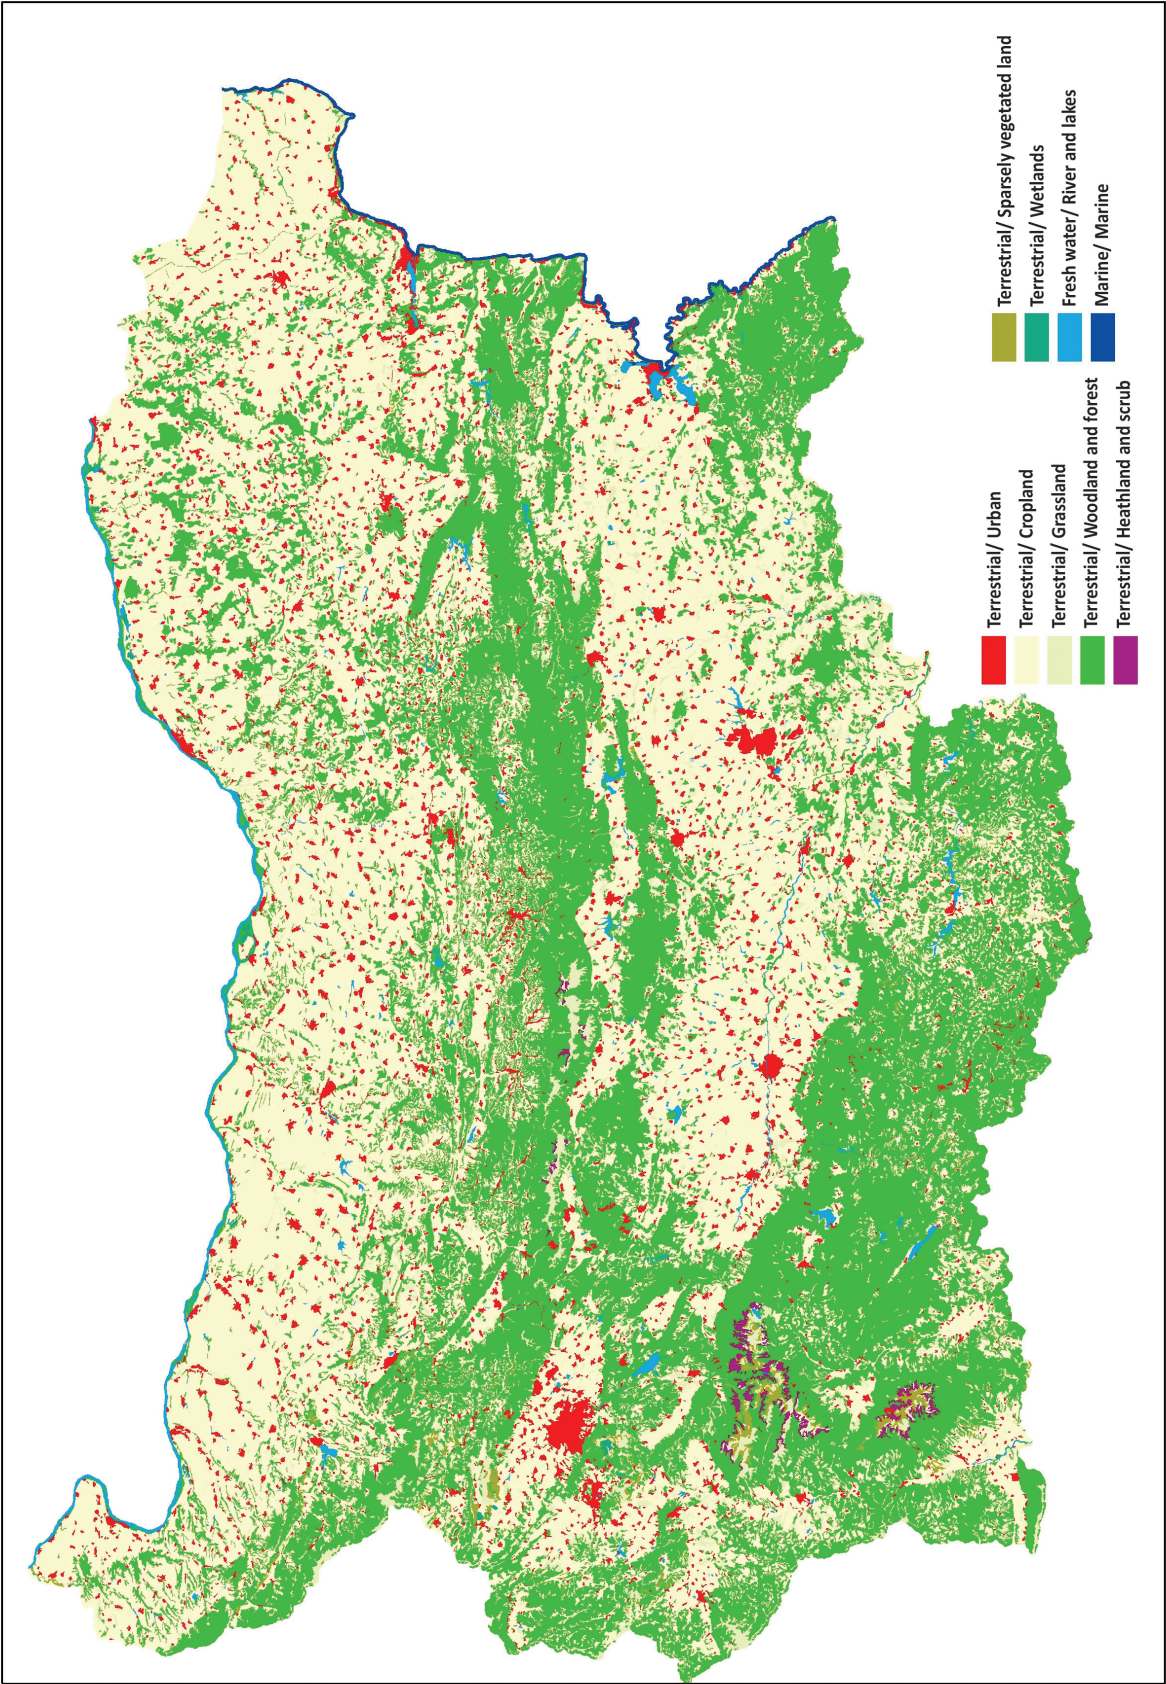 Terrestrial/ Urban
Terrestrial/ Cropland
Terrestrial/ Grassland
Terrestrial/ Woodland and forest
Terrestrial/ Heathland and scrub
Terrestrial/ Sparsely vegetated land
Terrestrial/ Wetlands
Fresh water/ River and lakes
Marine/ Marine